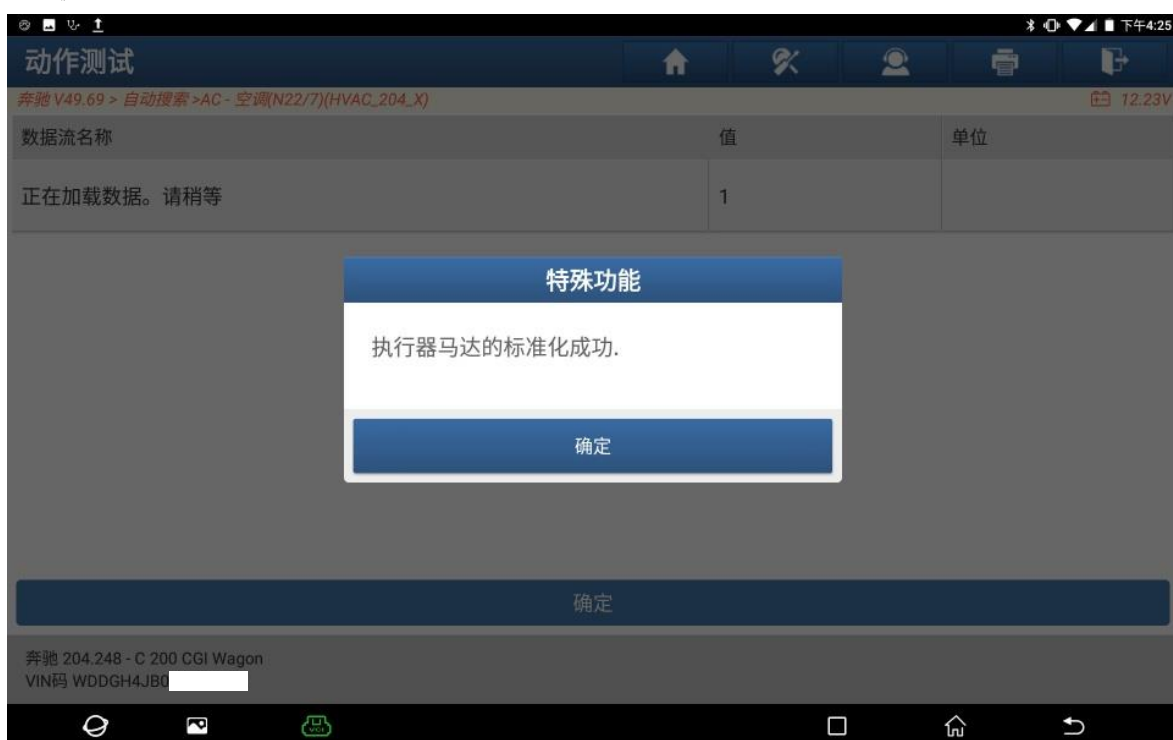 下午4:25
动作测试
奔驰 V49.69 > 自动搜索 >AC - 空调(N22/7)(HVAC_204_X)
12.23V
数据流名称 值 单位
正在加载数据。请稍等 1
特殊功能
执行器马达的标准化成功.
确定
确定
奔驰 204.248 - C 200 CGI Wagon
VIN码 WDDGH4JB0
VCI